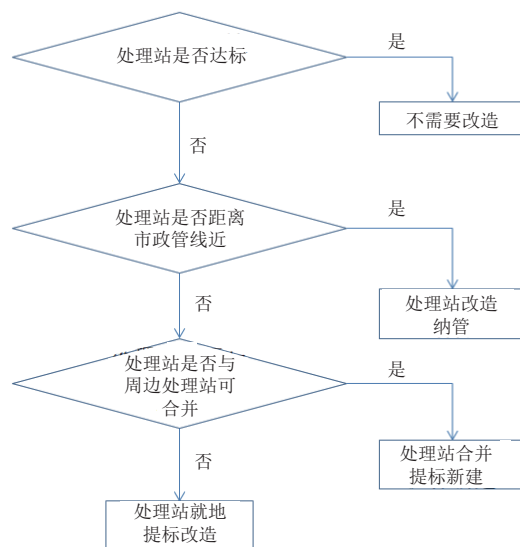 处理站是否达标
是
不需要改造
否
处理站是否距离
市政管线近
是
处理站改造
纳管
否
处理站是否与
周边处理站可
合并
是
处理站合并
提标新建
否
处理站就地
提标改造